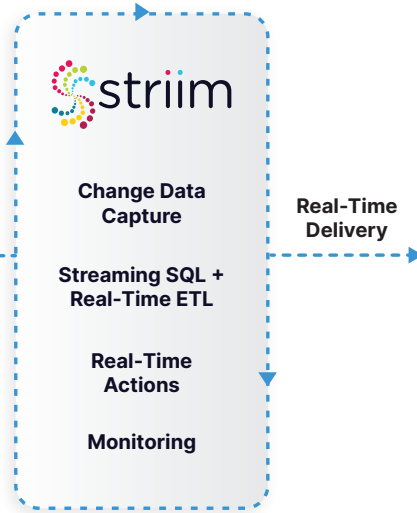 striim
Change Data
Capture
Real-Time
Delivery
Streaming SQL +
Real-Time ETL
Real-Time
Actions
Monitoring